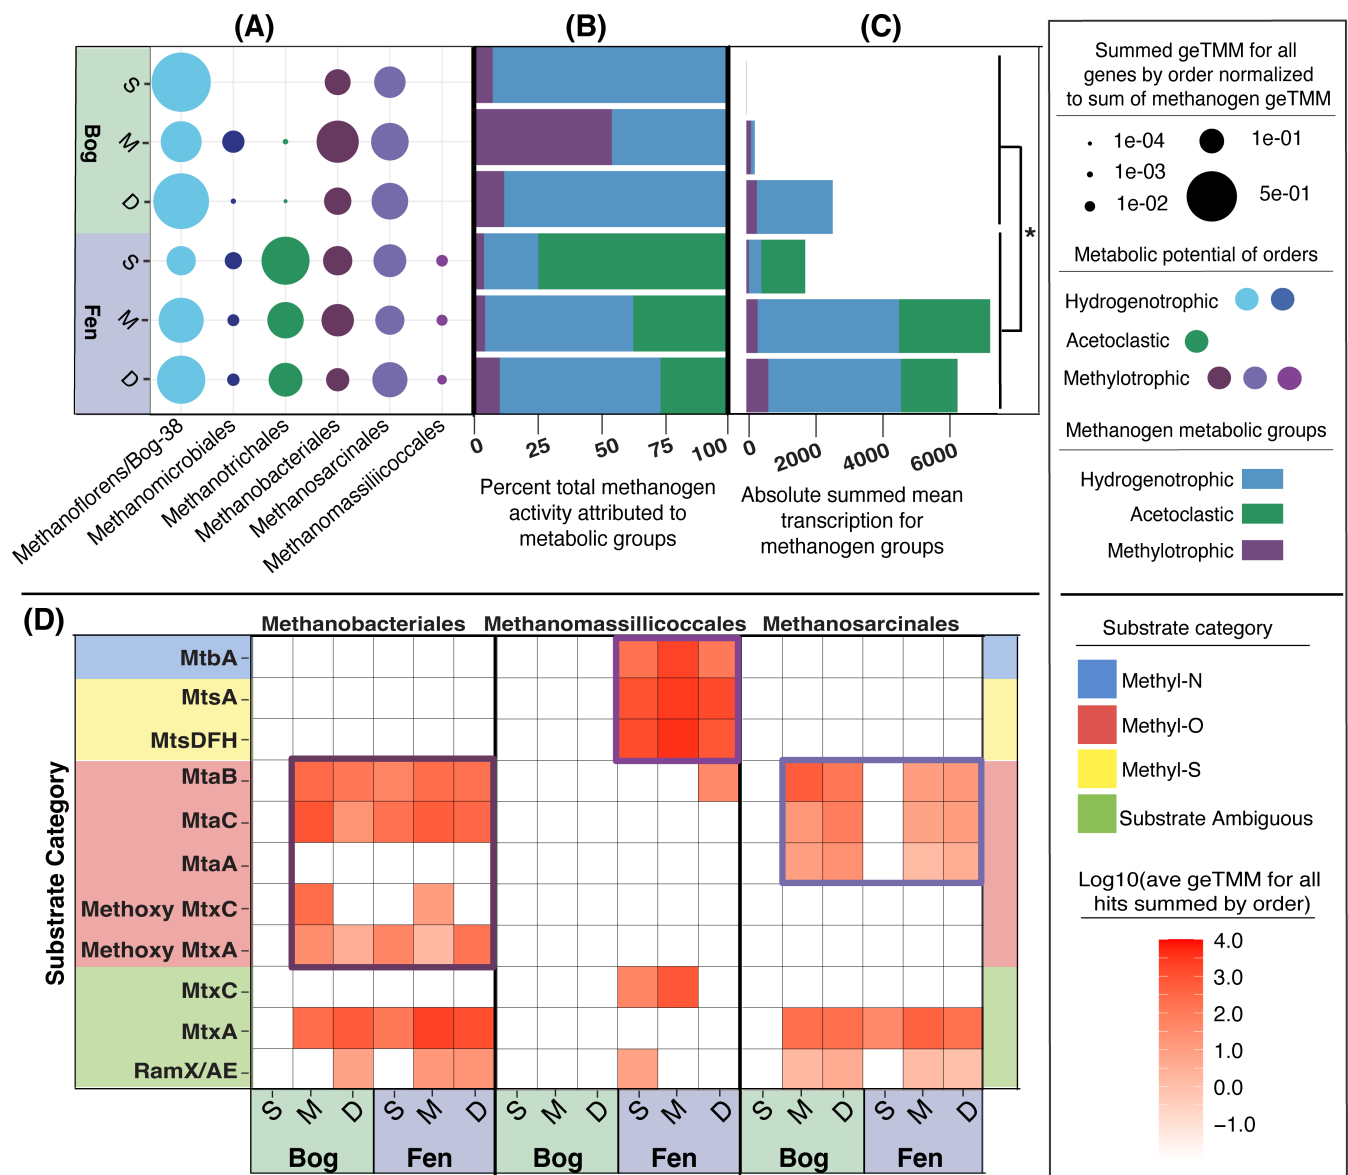 (A)
(B)
(C)
Bog
S
M
D
Fen
S
M
D
*
Methanoflorens/Bog-38
Methanomicrobiales
Methanotrichales
Methanobacteriales
Methanosarcinales
Methanomassiliicoccales
0
25
50
75
100
Percent total methanogen
activity attributed to
metabolic groups
0
2000
4000
6000
Absolute summed mean
transcription for
methanogen groups
Summed geTMM for all
genes by order normalized
to sum of methanogen geTMM
1e-04
1e-01
1e-03
1e-02
5e-01
Metabolic potential of orders
Hydrogenotrophic
Acetoclastic
Methylotrophic
Methanogen metabolic groups
Hydrogenotrophic
Acetoclastic
Methylotrophic
(D)
Methanobacteriales
Methanomassillicoccales
Methanosarcinales
Substrate Category
MtbA
MtsA
MtsDFH
MtaB
MtaC
MtaA
Methoxy MtxC
Methoxy MtxA
MtxC
MtxA
RamX/AE
S M D S M D S M D S M D S M D S M D
Bog Fen Bog Fen Bog Fen
Substrate category
Methyl-N
Methyl-O
Methyl-S
Substrate Ambiguous
Log10(ave geTMM for all
hits summed by order)
4.0
3.0
2.0
1.0
0.0
−1.0